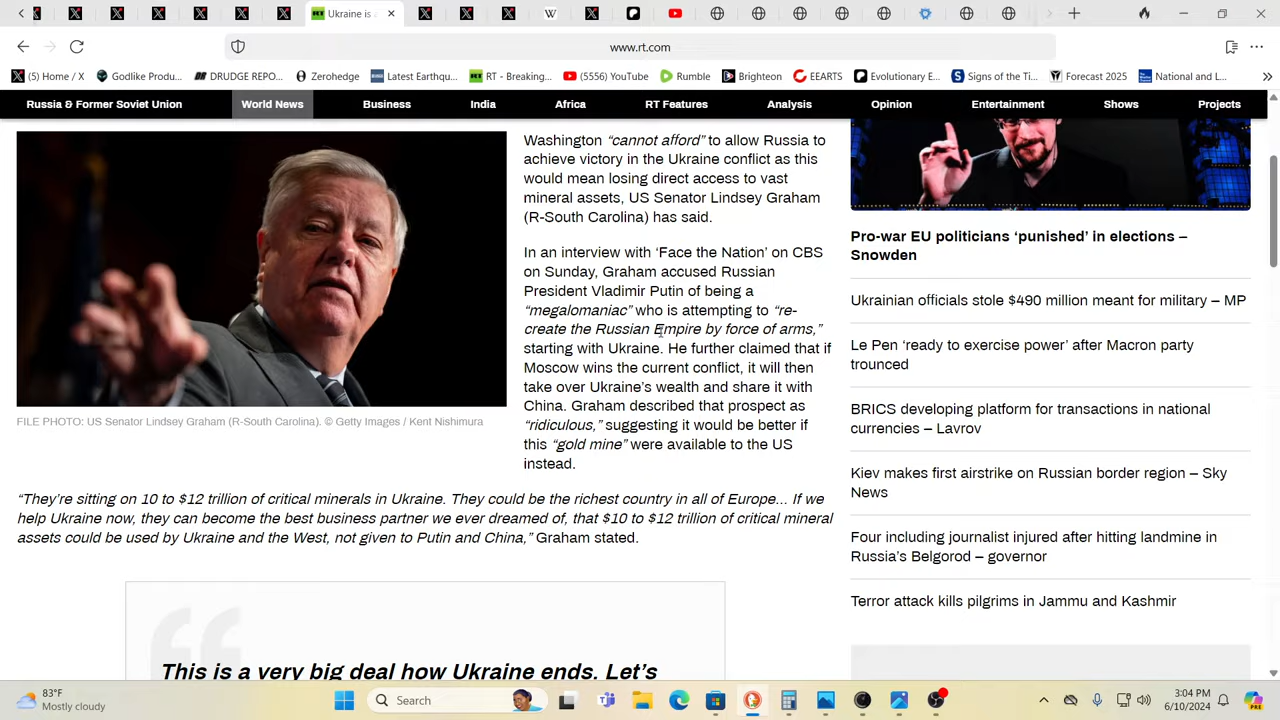 Ukraine is a
www.rt.com
(5) Home / X
Godlike Produ...
DRUDGE REPO...
Zerohedge
Latest Earthqu...
RT - Breaking...
(5556) YouTube
Rumble
Brighteon
EEARTS
Evolutionary E...
Signs of the Ti...
Forecast 2025
National and L...
Russia & Former Soviet Union
World News
Business
India
Africa
RT Features
Analysis
Opinion
Entertainment
Shows
Projects
FILE PHOTO: US Senator Lindsey Graham (R-South Carolina). © Getty Images / Kent Nishimura
Washington “cannot afford” to allow Russia to
achieve victory in the Ukraine conflict as this
would mean losing direct access to vast
mineral assets, US Senator Lindsey Graham
(R-South Carolina) has said.
In an interview with ‘Face the Nation’ on CBS
on Sunday, Graham accused Russian
President Vladimir Putin of being a
“megalomaniac” who is attempting to “re-
create the Russian Empire by force of arms,”
starting with Ukraine. He further claimed that if
Moscow wins the current conflict, it will then
take over Ukraine’s wealth and share it with
China. Graham described that prospect as
“ridiculous,” suggesting it would be better if
this “gold mine” were available to the US
instead.
“They’re sitting on 10 to $12 trillion of critical minerals in Ukraine. They could be the richest country in all of Europe... If we
help Ukraine now, they can become the best business partner we ever dreamed of, that $10 to $12 trillion of critical mineral
assets could be used by Ukraine and the West, not given to Putin and China,” Graham stated.
This is a very big deal how Ukraine ends. Let’s
Pro-war EU politicians ‘punished’ in elections –
Snowden
Ukrainian officials stole $490 million meant for military – MP
Le Pen ‘ready to exercise power’ after Macron party
trounced
BRICS developing platform for transactions in national
currencies – Lavrov
Kiev makes first airstrike on Russian border region – Sky
News
Four including journalist injured after hitting landmine in
Russia’s Belgorod – governor
Terror attack kills pilgrims in Jammu and Kashmir
83°F
Mostly cloudy
Search
3:04 PM
6/10/2024